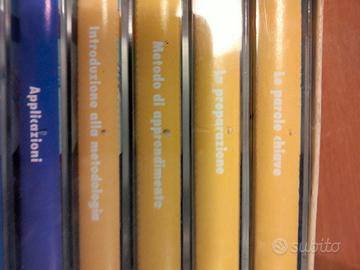 Applicazioni
Introduzione alla metodologia
Metodo di apprendimento
La preparazione
Le parole chiave
subito